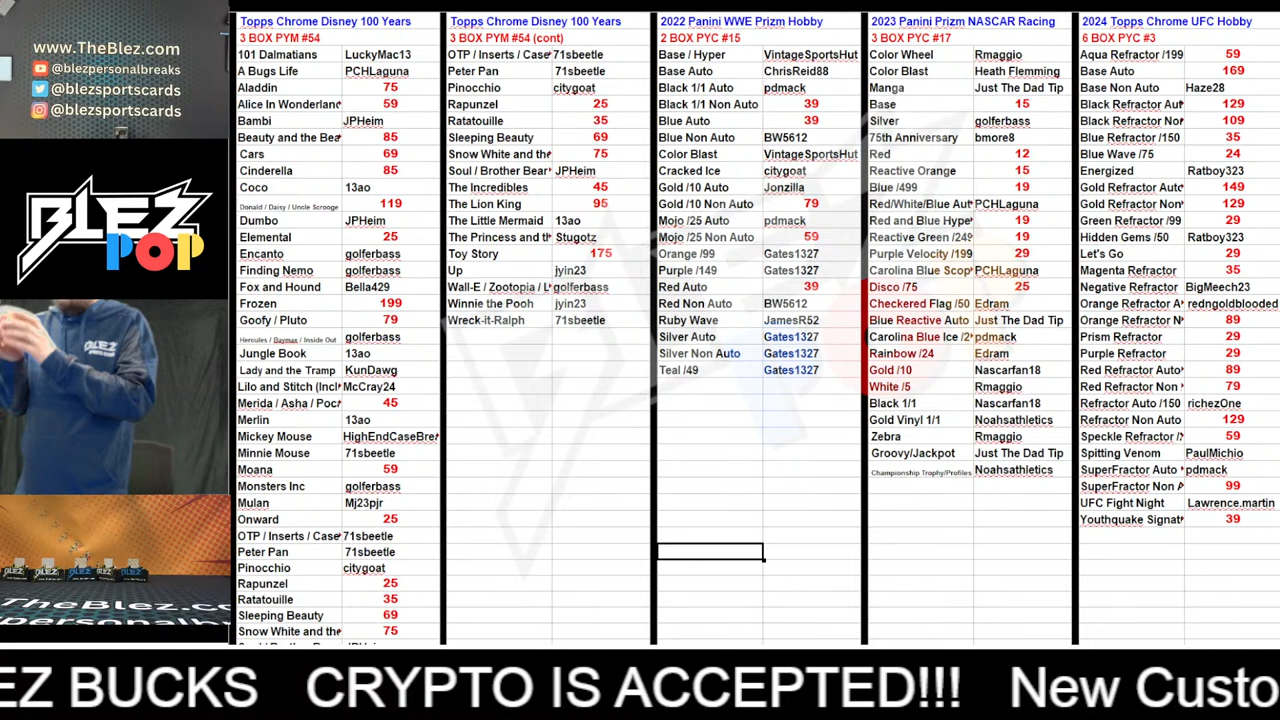 www.TheBlez.com
@blezpersonalbreaks
@blezsportscards
BLEZ
POP
TheBlez.co
Topps Chrome Disney 100 Years
3 BOX PYM #54
101 Dalmatians LuckyMac13
A Bugs Life PCHLaguna
Aladdin 75
Alice In Wonderlan 59
Bambi JPHeim
Beauty and the Be 85
Cars 69
Cinderella 85
Coco 13ao
Donald / Daisy / Uncle Scrooge 119
Dumbo JPHeim
Elemental 25
Encanto golferbass
Finding Nemo golferbass
Fox and Hound Bella429
Frozen 199
Goofy / Pluto 79
Hercules / Baymax / Inside Out golferbass
Jungle Book 13ao
Lady and the Tramp KunDawg
Lilo and Stitch (Incl McCray24
Merida / Asha / Poc 45
Merlin 13ao
Mickey Mouse HighEndCaseBre
Minnie Mouse 71sbeetle
Moana 59
Monsters Inc golferbass
Mulan Mj23pjr
Onward 25
OTP / Inserts / Case 71sbeetle
Peter Pan 71sbeetle
Pinocchio citygoat
Rapunzel 25
Ratatouille 35
Sleeping Beauty 69
Snow White and the 75
Topps Chrome Disney 100 Years
3 BOX PYM #54 (cont)
OTP / Inserts / Case 71sbeetle
Peter Pan 71sbeetle
Pinocchio citygoat
Rapunzel 25
Ratatouille 35
Sleeping Beauty 69
Snow White and th 75
Soul / Brother Bear JPHeim
The Incredibles 45
The Lion King 95
The Little Mermaid 13ao
The Princess and t Stugotz
Toy Story 175
Up jyin23
Wall-E / Zootopia / L golferbass
Winnie the Pooh jyin23
Wreck-it-Ralph 71sbeetle
2022 Panini WWE Prizm Hobby
2 BOX PYC #15
Base / Hyper VintageSportsHut
Base Auto ChrisReid88
Black 1/1 Auto pdmack
Black 1/1 Non Auto 39
Blue Auto 39
Blue Non Auto BW5612
Color Blast VintageSportsHut
Cracked Ice citygoat
Gold /10 Auto Jonzilla
Gold /10 Non Auto 79
Mojo /25 Auto pdmack
Mojo /25 Non Auto 59
Orange /99 Gates1327
Purple /149 Gates1327
Red Auto 39
Red Non Auto BW5612
Ruby Wave JamesR52
Silver Auto Gates1327
Silver Non Auto Gates1327
Teal /49 Gates1327
2023 Panini Prizm NASCAR Racing
3 BOX PYC #17
Color Wheel Rmaggio
Color Blast Heath Flemming
Manga Just The Dad Tip
Base 15
Silver golferbass
75th Anniversary bmore8
Red 12
Reactive Orange 15
Blue /499 19
Red/White/Blue Aut PCHLaguna
Red and Blue Hype 19
Reactive Green /249 19
Purple Velocity /199 29
Carolina Blue Scop PCHLaguna
Disco /75 25
Checkered Flag /50 Edram
Blue Reactive Auto Just The Dad Tip
Carolina Blue Ice /2 pdmack
Rainbow /24 Edram
Gold /10 Nascarfan18
White /5 Rmaggio
Black 1/1 Nascarfan18
Gold Vinyl 1/1 Noahsathletics
Zebra Rmaggio
Groovy/Jackpot Just The Dad Tip
Championship Trophy/Profiles Noahsathletics
2024 Topps Chrome UFC Hobby
6 BOX PYC #3
Aqua Refractor /199 59
Base Auto 169
Base Non Auto Haze28
Black Refractor Au 129
Black Refractor No 109
Blue Refractor /150 35
Blue Wave /75 24
Energized Ratboy323
Gold Refractor Aut 149
Gold Refractor Non 129
Green Refractor /99 29
Hidden Gems /50 Ratboy323
Let's Go 29
Magenta Refractor 35
Negative Refractor BigMeech23
Orange Refractor A redngoldblooded
Orange Refractor N 89
Prism Refractor 29
Purple Refractor 29
Red Refractor Auto 89
Red Refractor Non 79
Refractor Auto /150 richezOne
Refractor Non Auto 129
Speckle Refractor / 59
Spitting Venom PaulMichio
SuperFractor Auto pdmack
SuperFractor Non A 99
UFC Fight Night Lawrence.martin
Youthquake Signat 39
EZ BUCKS CRYPTO IS ACCEPTED!!! New Custo